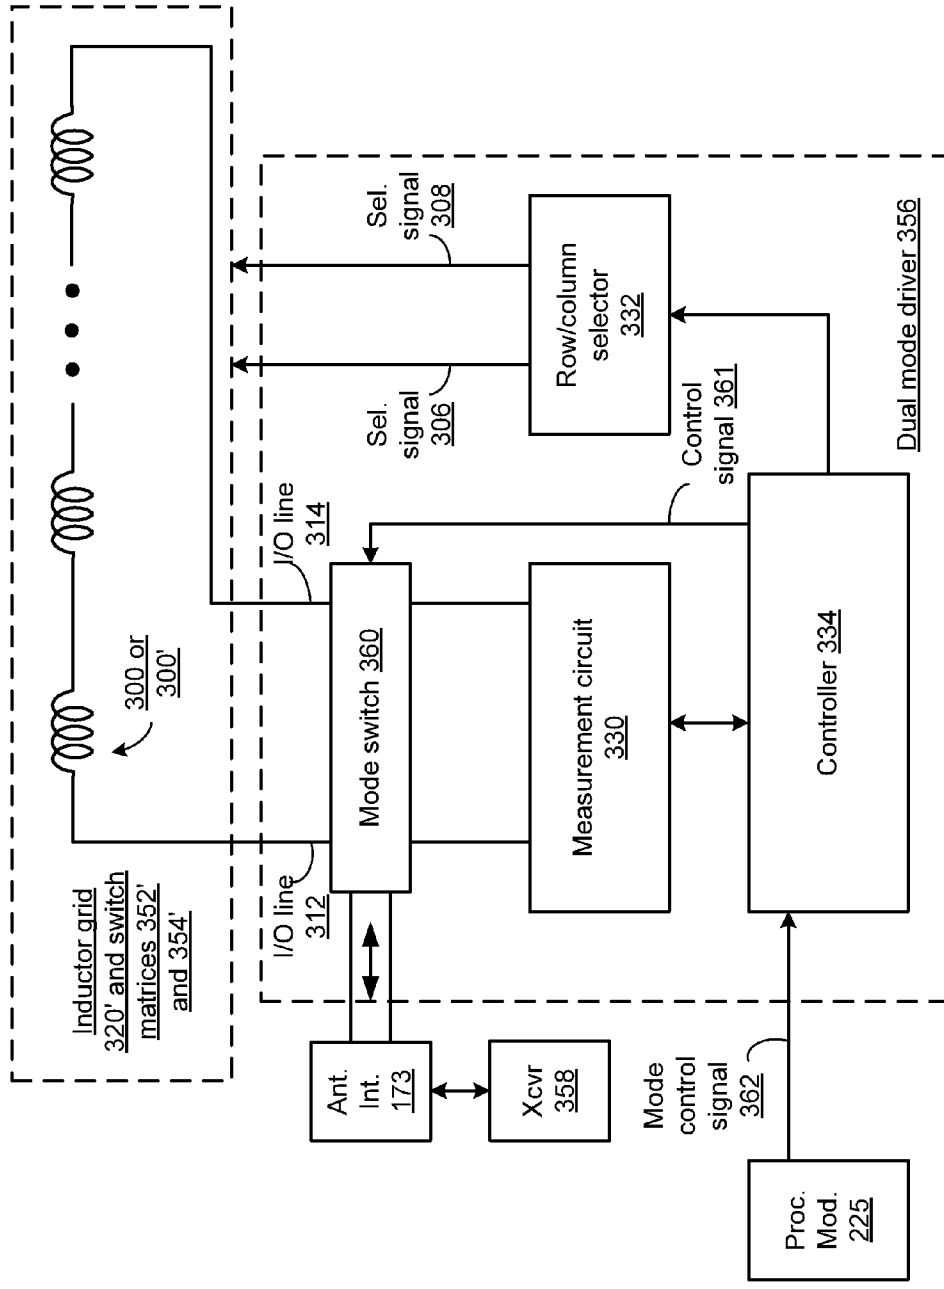 Inductor grid
320' and switch
matrices 352'
and 354'
300 or
300'
I/O line
312
I/O line
314
Sel.
signal
306
Sel.
signal
308
Ant.
Int.
173
Mode switch 360
Xcvr
358
Measurement circuit
330
Row/column
selector
332
Control
signal 361
Mode
control
signal
362
Proc.
Mod.
225
Controller 334
Dual mode driver 356